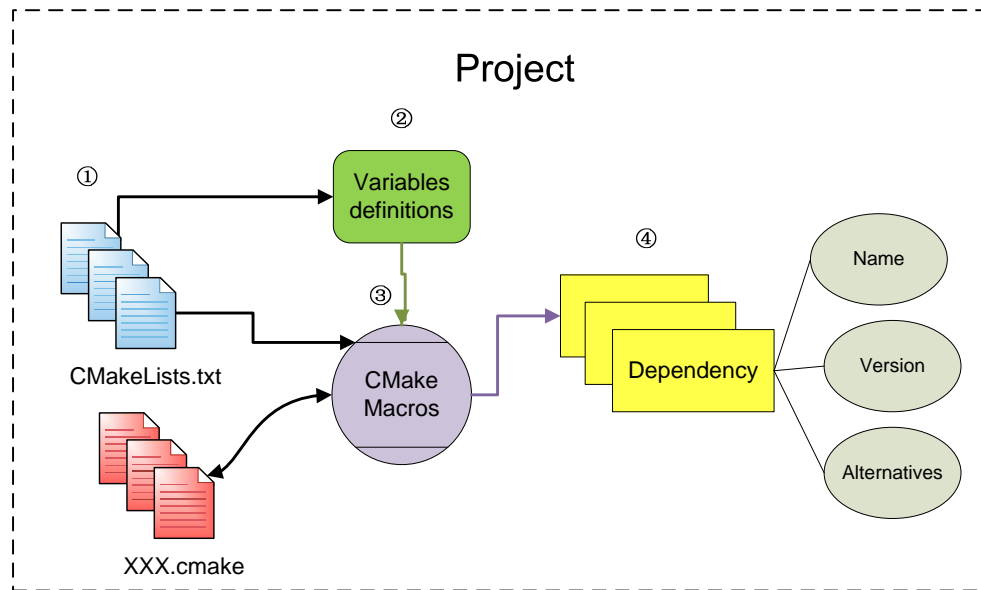 Project
②
①
Variables
definitions
④
③
Name
CMakeLists.txt
CMake
Macros
Dependency
Version
Alternatives
XXX.cmake